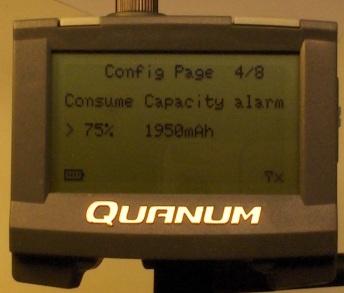 Config Page 4/8
Consume Capacity alarm
> 75% 1950mAh
QUANUM